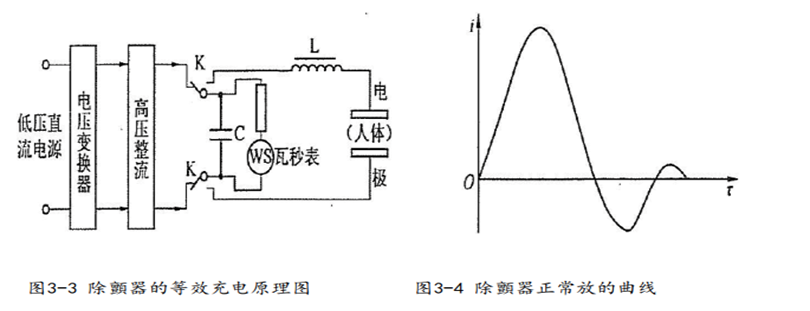 低压直
流电源
电压变换器
高压整流
K
K
C
WS
瓦秒表
L
电
(人体)
极
i
O
τ
图3-3 除颤器的等效充电原理图
图3-4 除颤器正常放的曲线